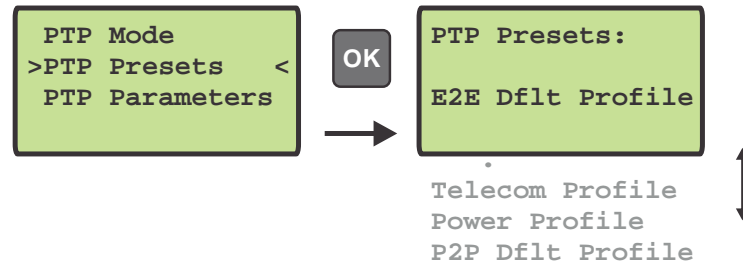 PTP Mode
>PTP Presets <
PTP Parameters
OK
PTP Presets:
E2E Dflt Profile
.
Telecom Profile
Power Profile
P2P Dflt Profile